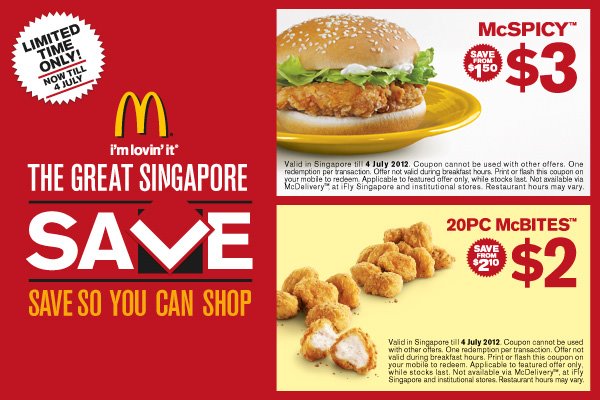 LIMITED
TIME
ONLY!
NOW TILL
4 JULY
i'm lovin' it®
THE GREAT SINGAPORE
SAVE
SAVE SO YOU CAN SHOP
McSPICY™
SAVE
FROM
$1.50
$3
Valid in Singapore till 4 July 2012. Coupon cannot be used with other offers. One
redemption per transaction. Offer not valid during breakfast hours. Print or flash this coupon on
your mobile to redeem. Applicable to featured offer only, while stocks last. Not available via
McDelivery™, at iFly Singapore and institutional stores. Restaurant hours may vary.
20PC McBITES™
SAVE
FROM
$2.10
$2
Valid in Singapore till 4 July 2012. Coupon cannot be used
with other offers. One redemption per transaction. Offer not
valid during breakfast hours. Print or flash this coupon on
your mobile to redeem. Applicable to featured offer only,
while stocks last. Not available via McDelivery™, at iFly
Singapore and institutional stores. Restaurant hours may vary.